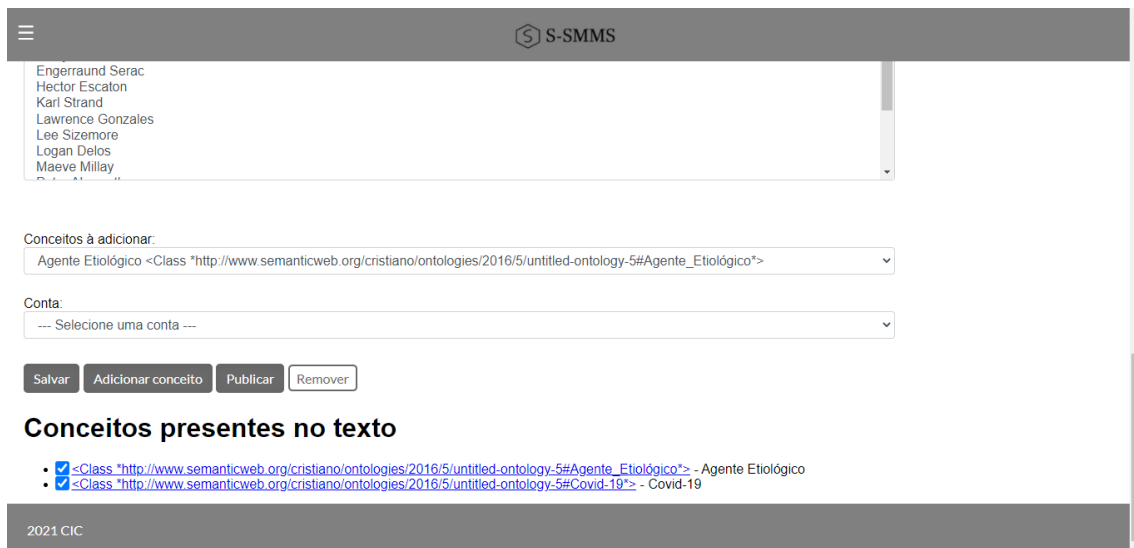 ☰
S-SMMS
Engerraund Serac
Hector Escaton
Karl Strand
Lawrence Gonzales
Lee Sizemore
Logan Delos
Maeve Millay
Conceitos à adicionar:
Agente Etiológico <Class *http://www.semanticweb.org/cristiano/ontologies/2016/5/untitled-ontology-5#Agente_Etiológico*>
Conta:
--- Selecione uma conta ---
Salvar Adicionar conceito Publicar Remover
Conceitos presentes no texto
• <Class *http://www.semanticweb.org/cristiano/ontologies/2016/5/untitled-ontology-5#Agente_Etiológico*> - Agente Etiológico
• <Class *http://www.semanticweb.org/cristiano/ontologies/2016/5/untitled-ontology-5#Covid-19*> - Covid-19
2021 CIC